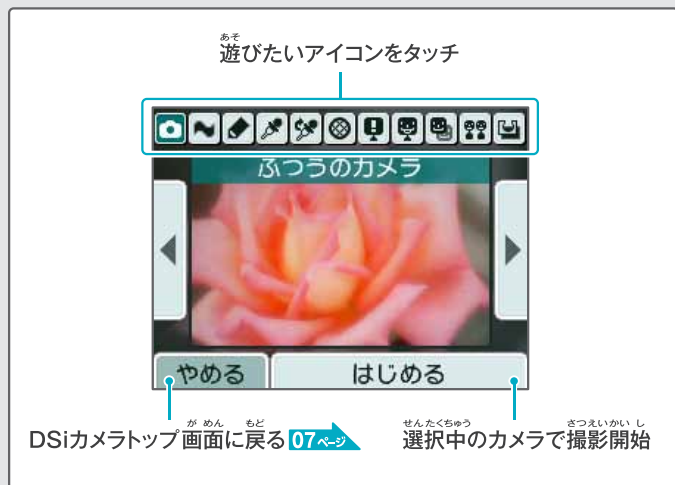 あそ
遊びたいアイコンをタッチ
ふつうのカメラ
やめる
はじめる
が めん もど
DSiカメラトップ画面に戻る 07ページ
せんたくちゅう さつえいかい し
選択中のカメラで撮影開始